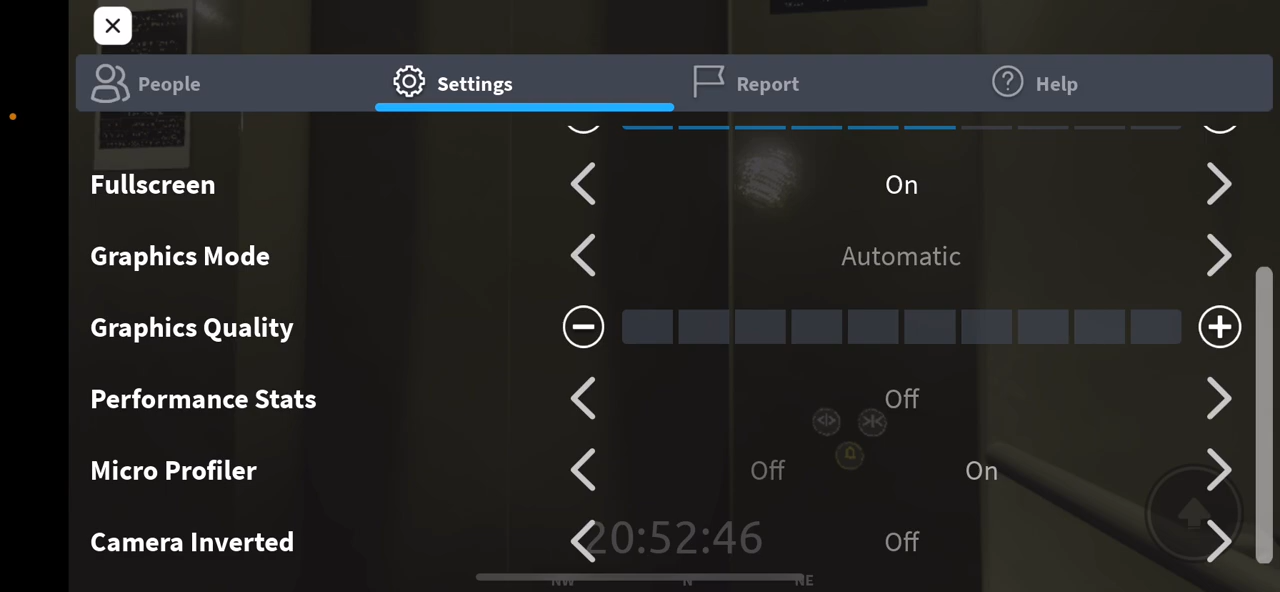 People Settings Report Help
Fullscreen On
Graphics Mode Automatic
Graphics Quality
Performance Stats Off
Micro Profiler Off On
Camera Inverted Off
20:52:46
NW N NE